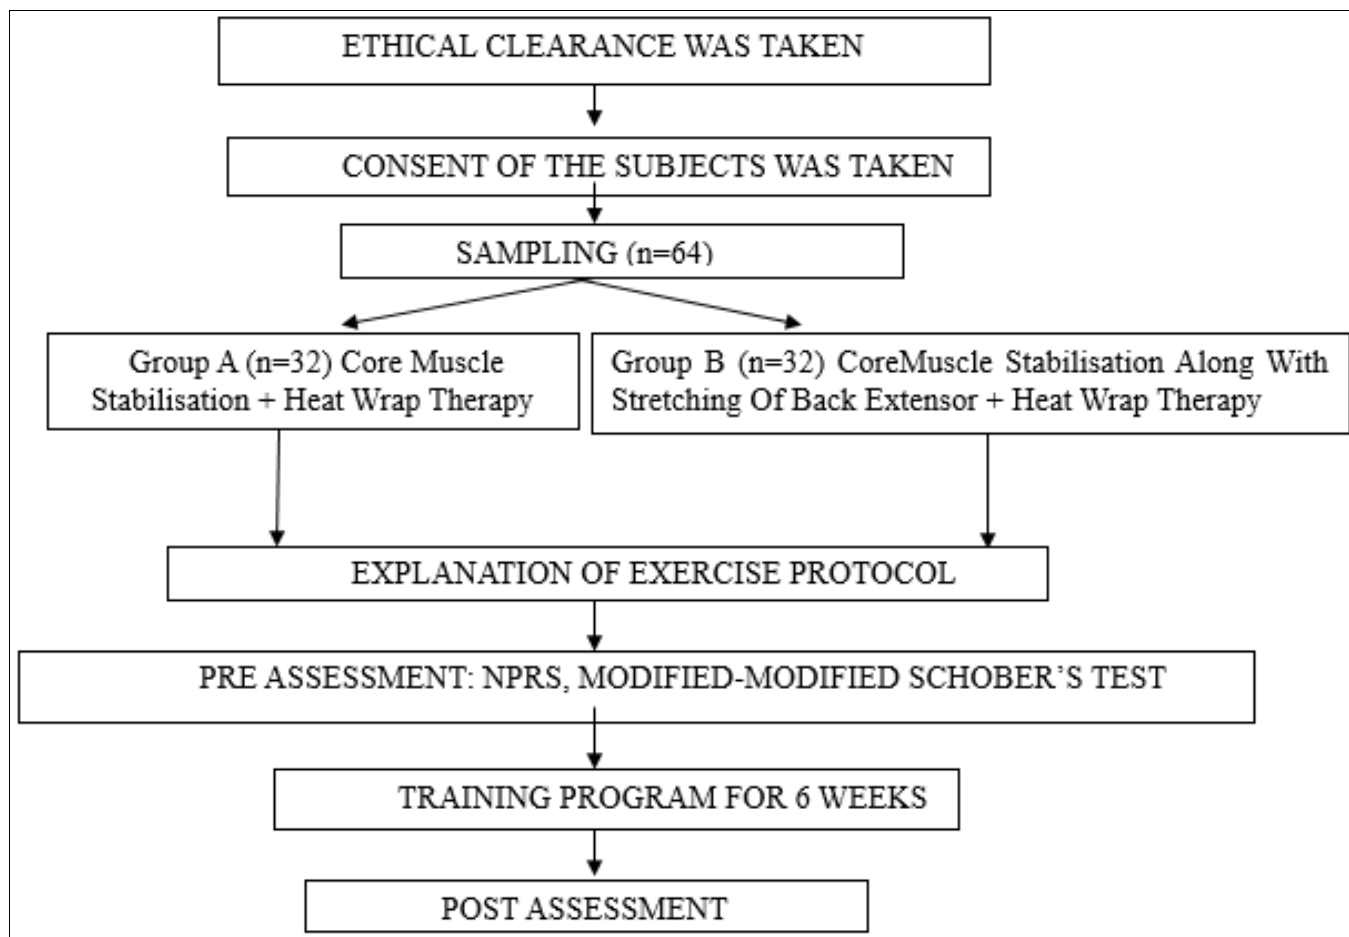 ETHICAL CLEARANCE WAS TAKEN
CONSENT OF THE SUBJECTS WAS TAKEN
SAMPLING (n=64)
Group A (n=32) Core Muscle
Stabilisation + Heat Wrap Therapy
Group B (n=32) CoreMuscle Stabilisation Along With
Stretching Of Back Extensor + Heat Wrap Therapy
EXPLANATION OF EXERCISE PROTOCOL
PRE ASSESSMENT: NPRS, MODIFIED-MODIFIED SCHOBER’S TEST
TRAINING PROGRAM FOR 6 WEEKS
POST ASSESSMENT